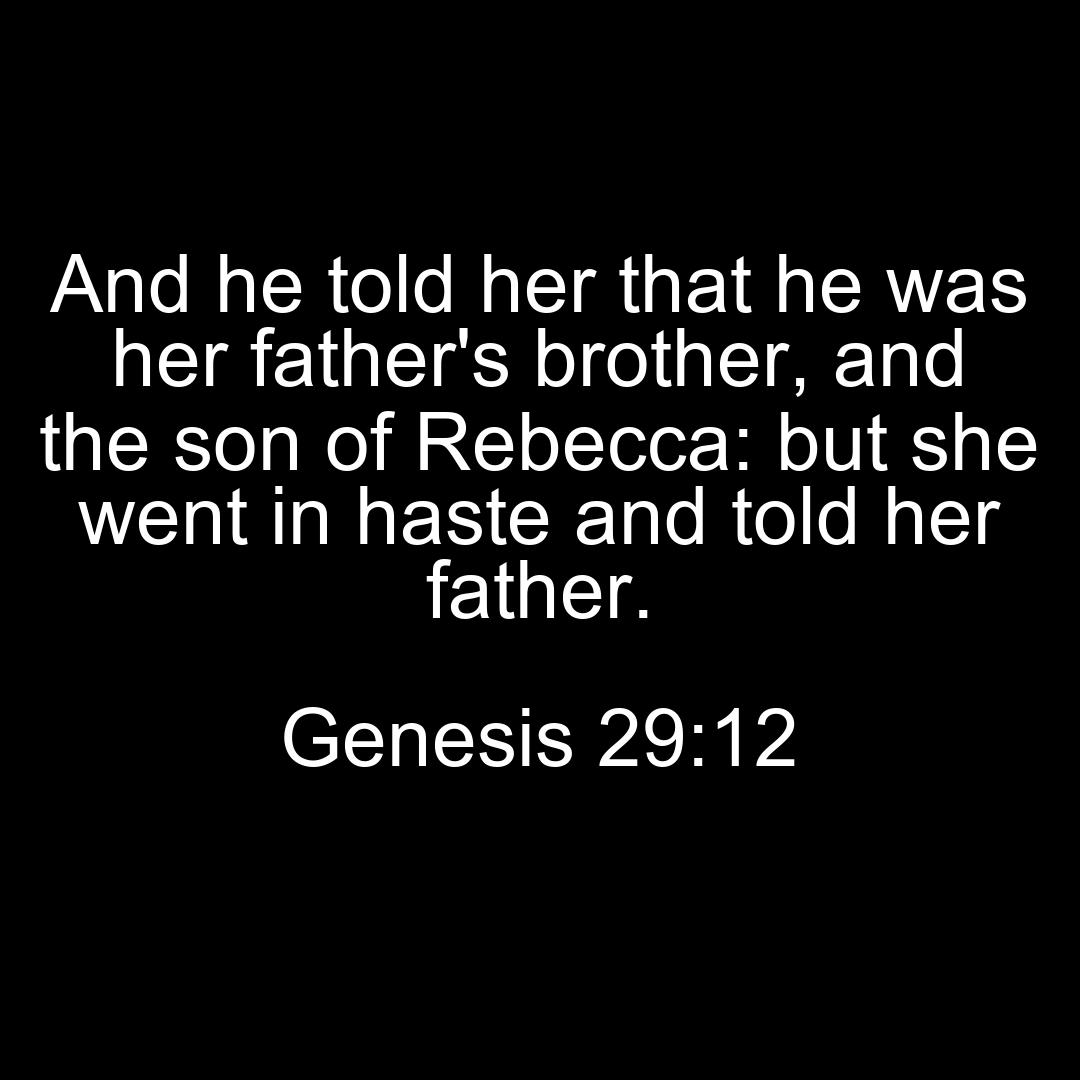 And he told her that he was
her father's brother, and
the son of Rebecca: but she
went in haste and told her
father.
Genesis 29:12